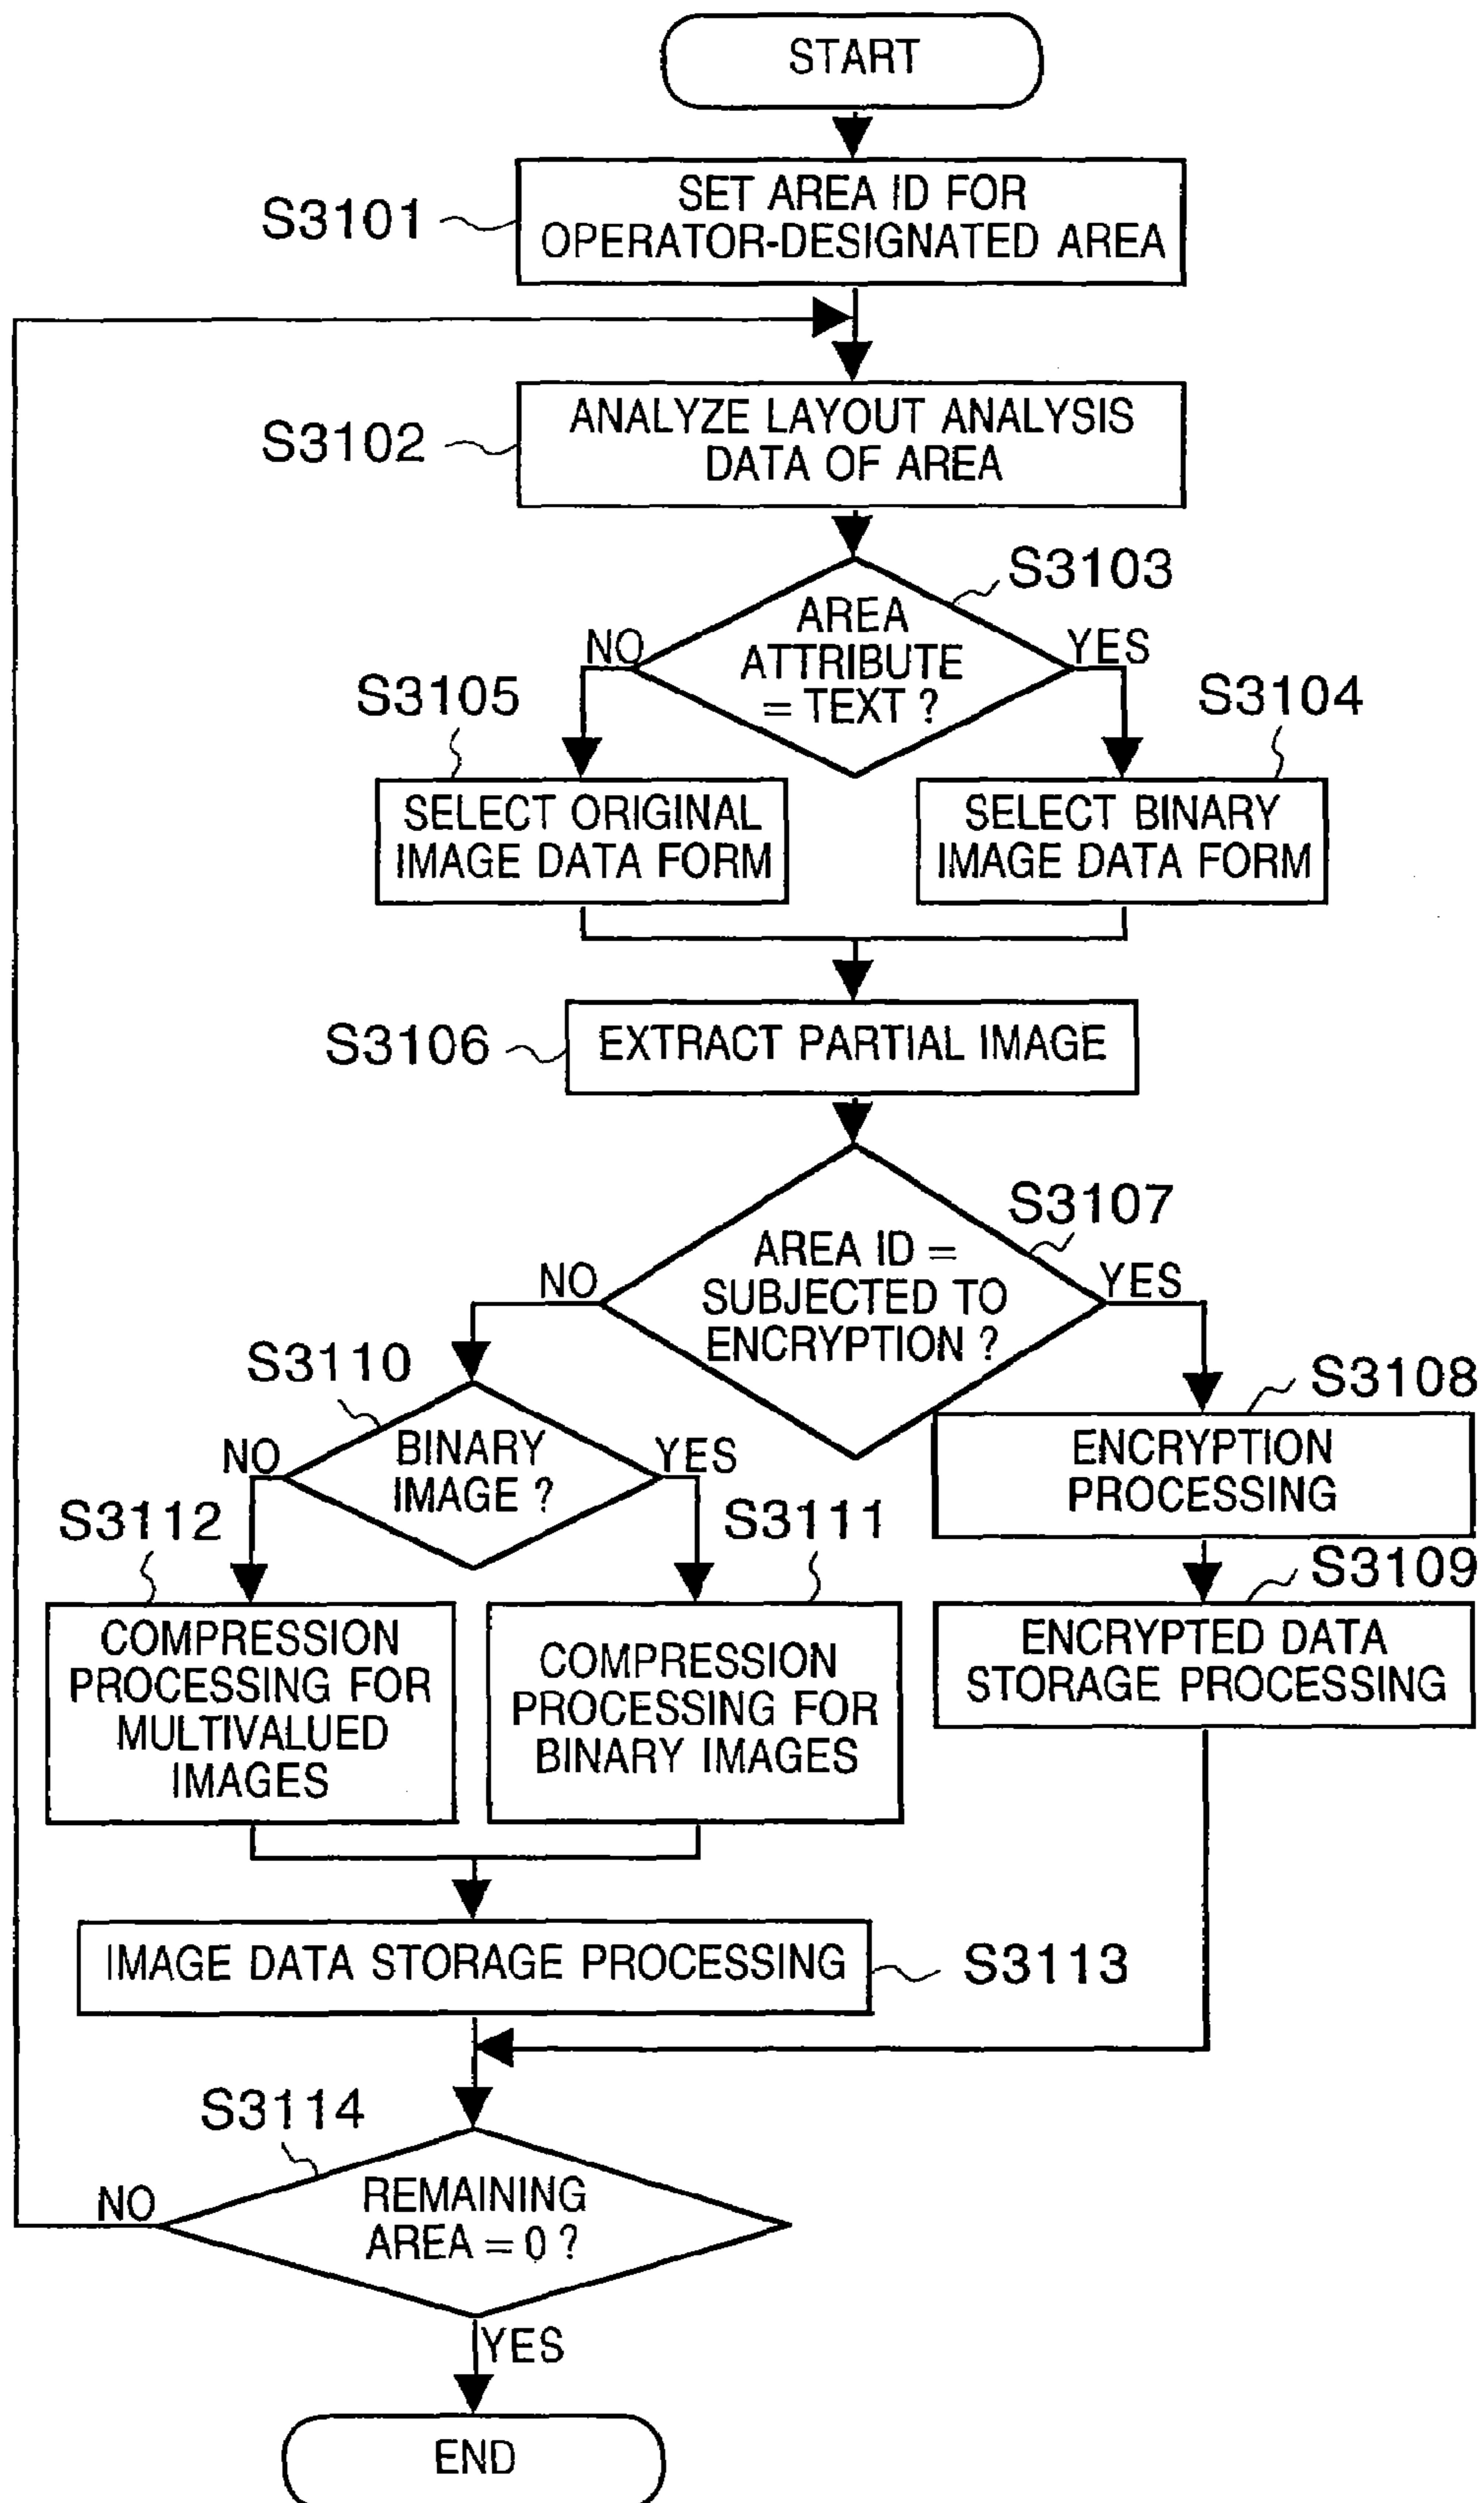 START
S3101
SET AREA ID FOR
OPERATOR-DESIGNATED AREA
S3102
ANALYZE LAYOUT ANALYSIS
DATA OF AREA
S3103
AREA
ATTRIBUTE
= TEXT ?
NO
YES
S3105
S3104
SELECT ORIGINAL
IMAGE DATA FORM
SELECT BINARY
IMAGE DATA FORM
S3106
EXTRACT PARTIAL IMAGE
S3107
AREA ID =
SUBJECTED TO
ENCRYPTION ?
NO
YES
S3110
S3108
BINARY
IMAGE ?
NO
YES
ENCRYPTION
PROCESSING
S3112
S3111
S3109
COMPRESSION
PROCESSING FOR
MULTIVALUED
IMAGES
COMPRESSION
PROCESSING FOR
BINARY IMAGES
ENCRYPTED DATA
STORAGE PROCESSING
IMAGE DATA STORAGE PROCESSING
S3113
S3114
REMAINING
AREA = 0 ?
NO
YES
END